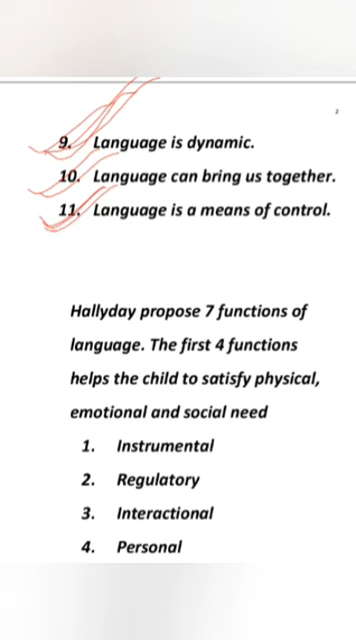 2
9. Language is dynamic.
10. Language can bring us together.
11. Language is a means of control.
Hallyday propose 7 functions of
language. The first 4 functions
helps the child to satisfy physical,
emotional and social need
1. Instrumental
2. Regulatory
3. Interactional
4. Personal